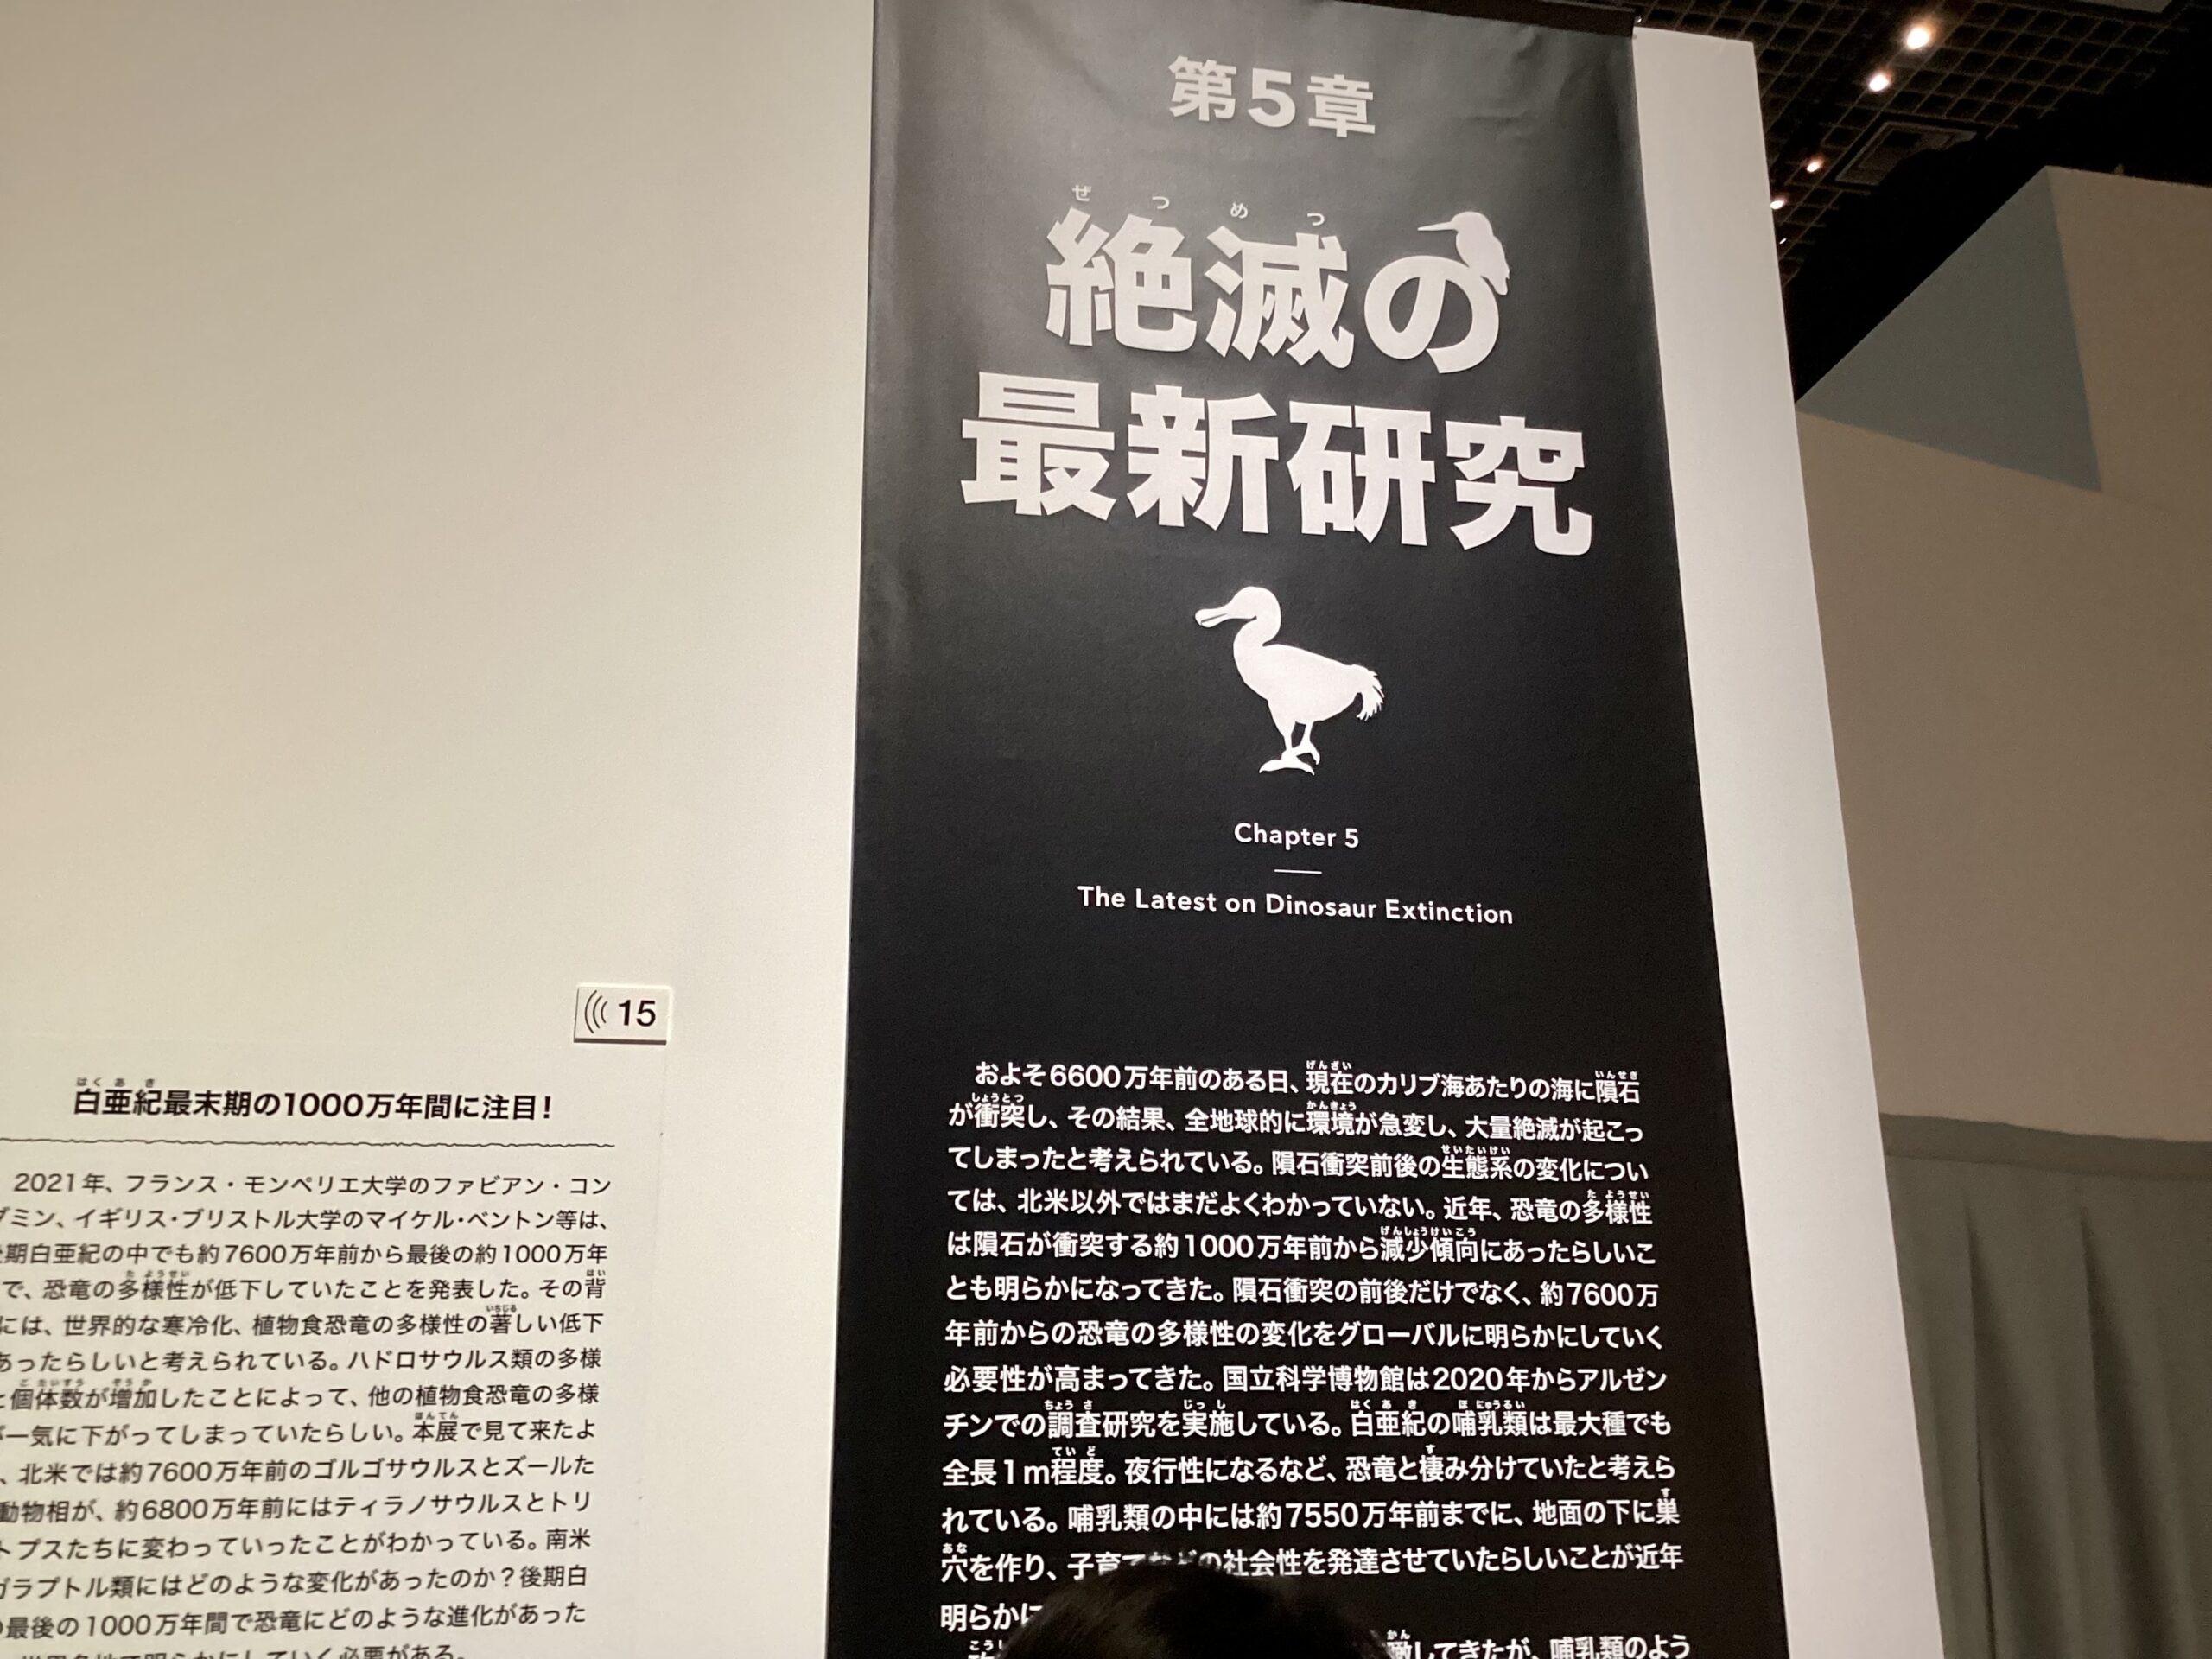 第5章
ぜつめつ
絶滅の
最新研究
Chapter 5
The Latest on Dinosaur Extinction
およそ6600万年前のある日、現在のカリブ海あたりの海に隕石
が衝突し、その結果、全地球的に環境が急変し、大量絶滅が起こっ
てしまったと考えられている。隕石衝突前後の生態系の変化につい
ては、北米以外ではまだよくわかっていない。近年、恐竜の多様性
は隕石が衝突する約1000万年前から減少傾向にあったらしいこ
とも明らかになってきた。隕石衝突の前後だけでなく、約7600万
年前からの恐竜の多様性の変化をグローバルに明らかにしていく
必要性が高まってきた。国立科学博物館は2020年からアルゼン
チンでの調査研究を実施している。白亜紀の哺乳類は最大種でも
全長1m程度。夜行性になるなど、恐竜と棲み分けていたと考えら
れている。哺乳類の中には約7550万年前までに、地面の下に巣
穴を作り、子育てなどの社会性を発達させていたらしいことが近年
明らかに
してきたが、哺乳類のよう
15
白亜紀最末期の1000万年間に注目!
2021年、フランス・モンペリエ大学のファビアン・コン
ダミン、イギリス・ブリストル大学のマイケル・ベントン等は、
期白亜紀の中でも約7600万年前から最後の約1000万年
で、恐竜の多様性が低下していたことを発表した。その背
には、世界的な寒冷化、植物食恐竜の多様性の著しい低下
あったらしいと考えられている。ハドロサウルス類の多様
と個体数が増加したことによって、他の植物食恐竜の多様
が一気に下がってしまっていたらしい。本展で見て来たよ
、北米では約7600万年前のゴルゴサウルスとズールた
動物相が、約6800万年前にはティラノサウルスとトリ
トプスたちに変わっていったことがわかっている。南米
ガラプトル類にはどのような変化があったのか?後期白
の最後の1000万年間で恐竜にどのような進化があった
明らかにしていく必要がある。